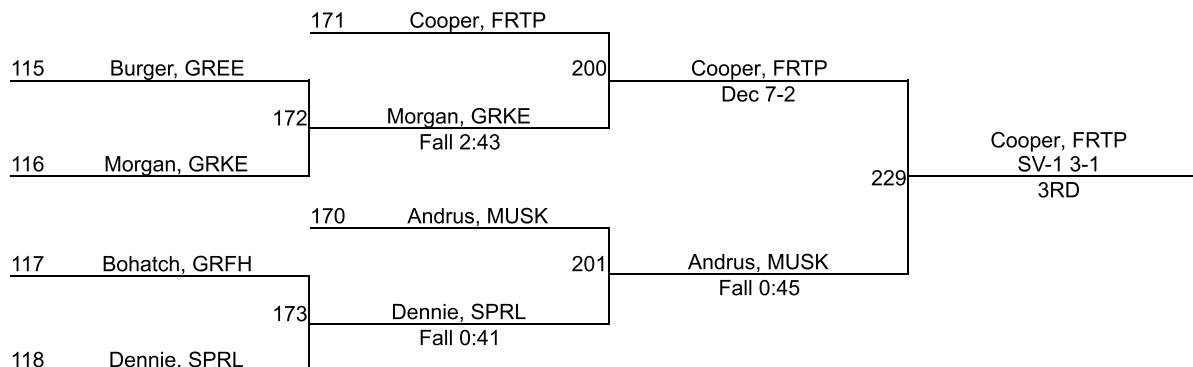 171 Cooper, FRTP
115 Burger, GREE
200 Cooper, FRTP
Dec 7-2
172 Morgan, GRKE
Fall 2:43
116 Morgan, GRKE
Cooper, FRTP
SV-1 3-1
229
3RD
170 Andrus, MUSK
117 Bohatch, GRFH
201 Andrus, MUSK
Fall 0:45
173 Dennie, SPRL
Fall 0:41
118 Dennie, SPRL